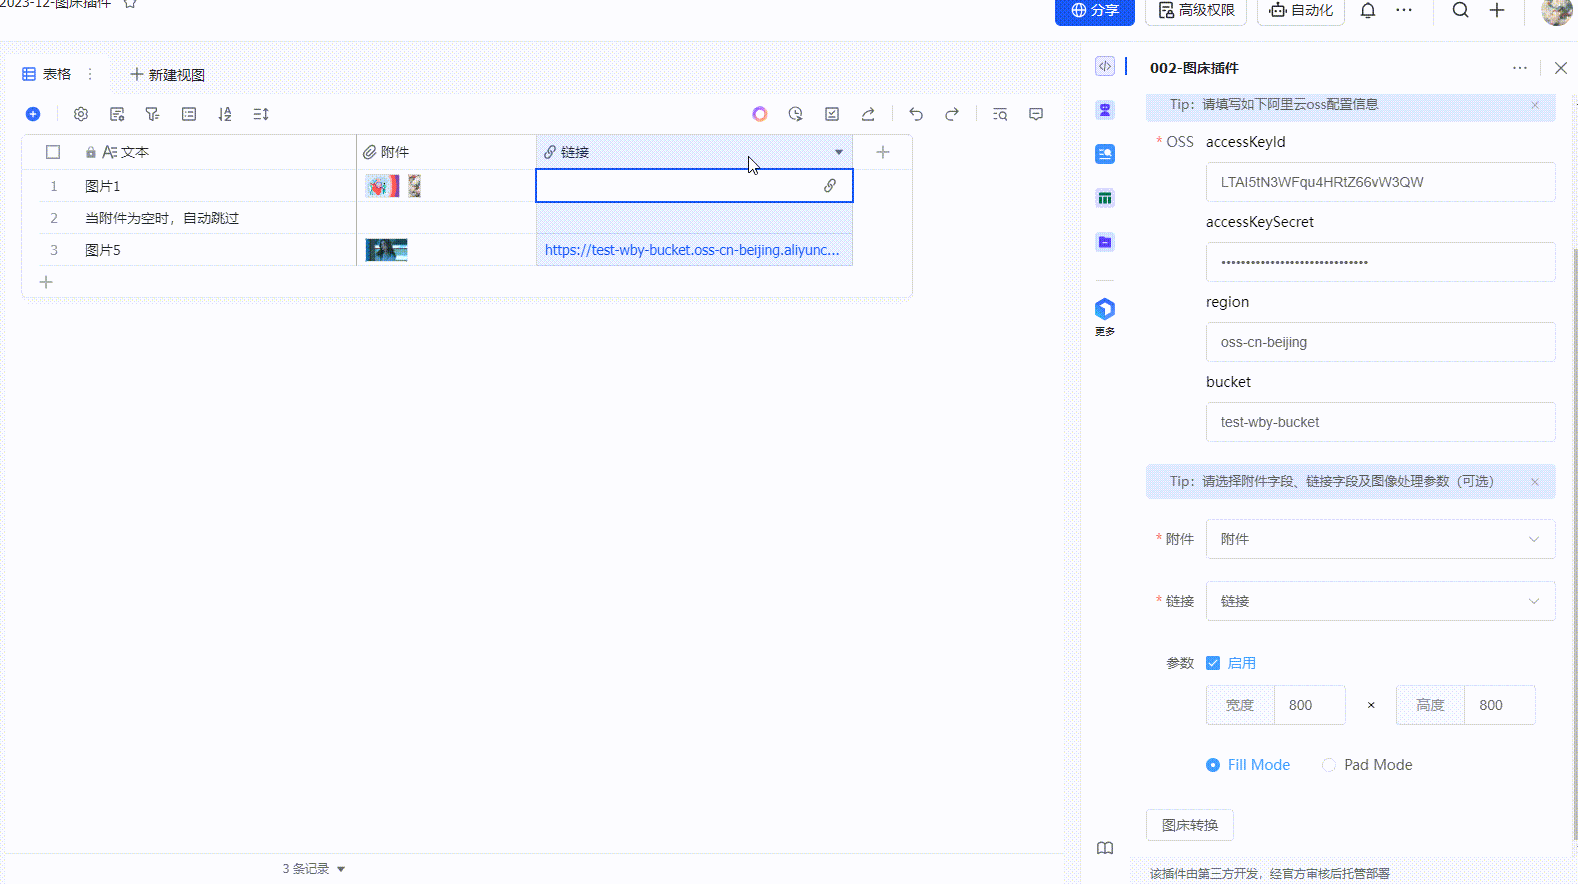 2023-12-图床插件
分享
高级权限
自动化
表格
新建视图
文本
附件
链接
1
图片1
2
当附件为空时，自动跳过
3
图片5
https://test-wby-bucket.oss-cn-beijing.aliyunc...
3 条记录
更多
002-图床插件
Tip：请填写如下阿里云oss配置信息
* OSS
accessKeyId
LTAI5tN3WFqu4HRtZ66vW3QW
accessKeySecret
••••••••••••••••••••••••••••••
region
oss-cn-beijing
bucket
test-wby-bucket
Tip：请选择附件字段、链接字段及图像处理参数（可选）
* 附件
附件
* 链接
链接
参数
启用
宽度
800
×
高度
800
Fill Mode
Pad Mode
图床转换
该插件由第三方开发，经官方审核后托管部署